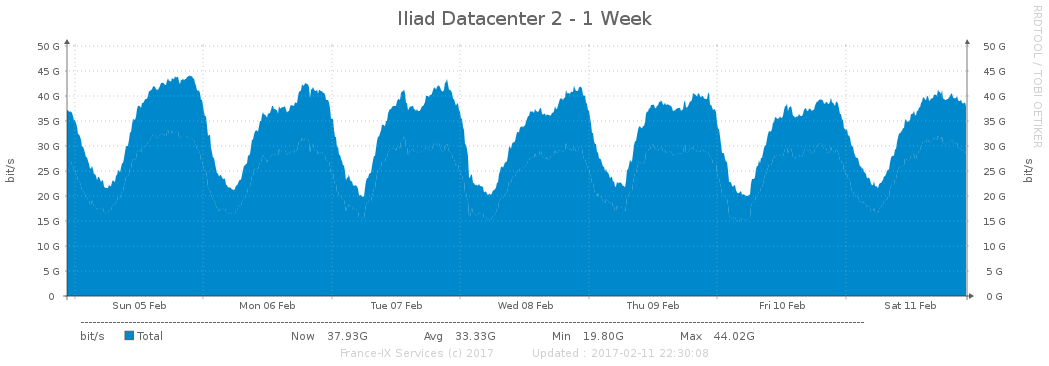 Iliad Datacenter 2 - 1 Week
RRDTOOL / TOBI OETIKER
bit/s
50 G
45 G
40 G
35 G
30 G
25 G
20 G
15 G
10 G
5 G
0
50 G
45 G
40 G
35 G
30 G
25 G
20 G
15 G
10 G
5 G
0 G
bit/s
Sun 05 Feb Mon 06 Feb Tue 07 Feb Wed 08 Feb Thu 09 Feb Fri 10 Feb Sat 11 Feb
bit/s Total Now 37.93G Avg 33.33G Min 19.80G Max 44.02G
France-IX Services (c) 2017 Updated : 2017-02-11 22:30:08